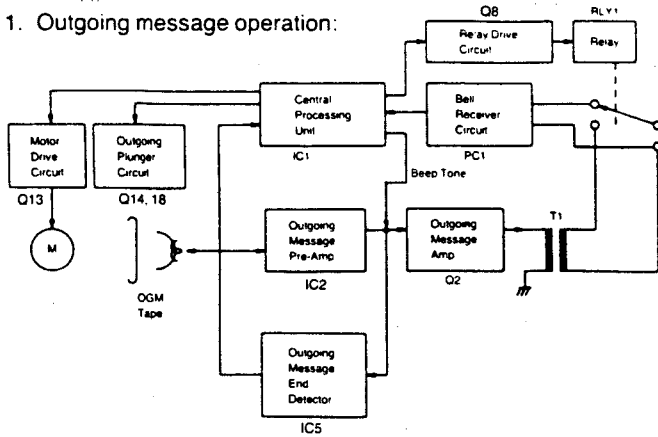 1. Outgoing message operation:
Q8
Relay Drive
Circuit
RLY1
Relay
Central
Processing
Unit
IC1
Bell
Receiver
Circuit
PC1
Motor
Drive
Circuit
Q13
Outgoing
Plunger
Circuit
Q14, 18
Beep Tone
M
OGM
Tape
Outgoing
Message
Pre-Amp
IC2
Outgoing
Message
Amp
Q2
T1
Outgoing
Message
End
Detector
IC5